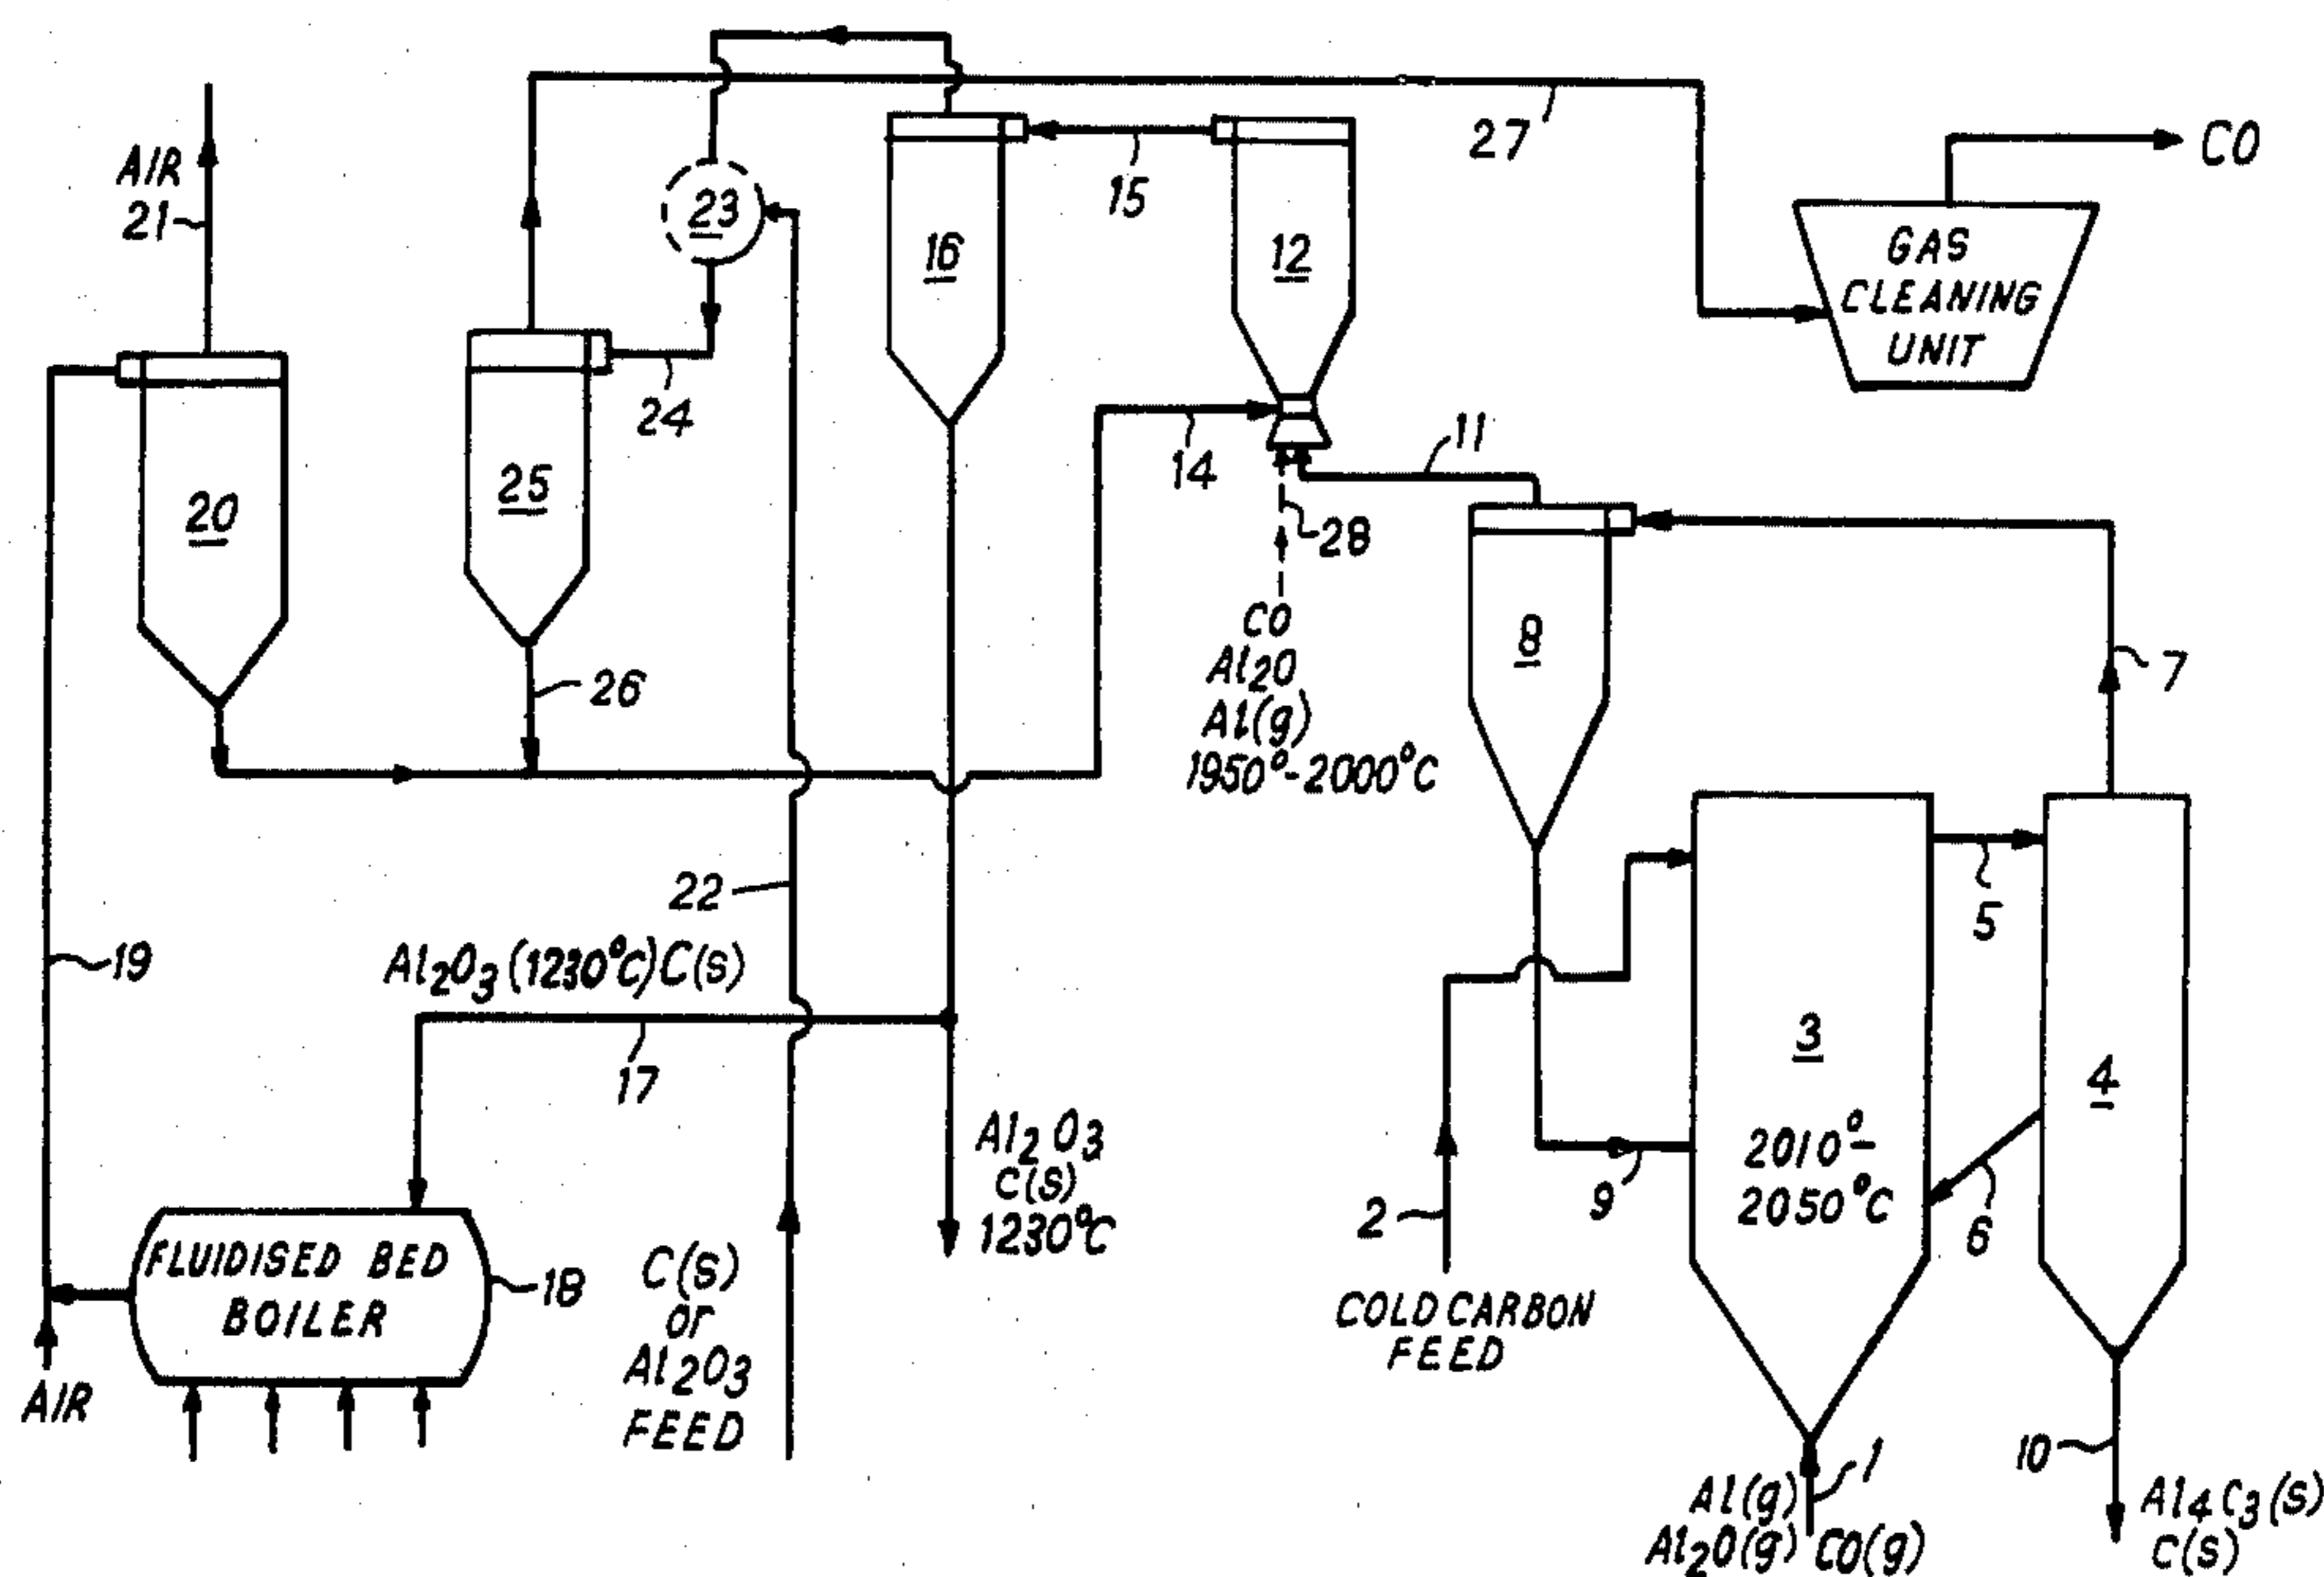 27
CO
AIR
21
23
15
16
12
GAS
CLEANING
UNIT
24
14
11
25
20
28
CO
Al2O
Al(g)
1950°-2000°C
8
7
26
22
5
19
Al2O3 (1230°C) C(s)
3
4
17
Al2O3
C(s)
1230°C
2010°-
2050°C
2
9
6
FLUIDISED BED
BOILER
18
C(s)
or
Al2O3
FEED
COLD CARBON
FEED
AIR
10
1
Al(g)
Al2O(g) CO(g)
Al4C3(s)
C(s)